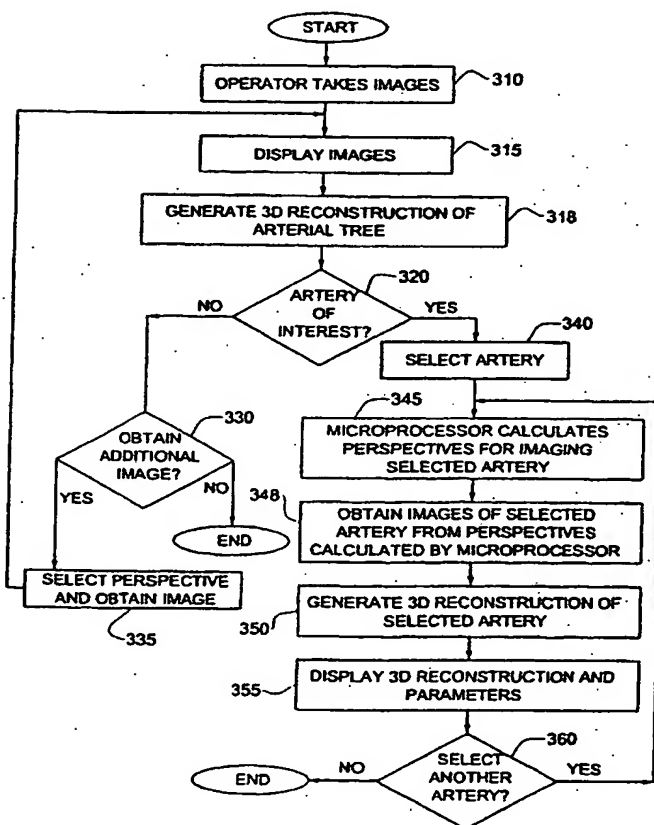 START
OPERATOR TAKES IMAGES
310
DISPLAY IMAGES
315
GENERATE 3D RECONSTRUCTION OF
ARTERIAL TREE
318
320
ARTERY
OF
INTEREST?
NO
YES
340
SELECT ARTERY
330
OBTAIN
ADDITIONAL
IMAGE?
YES
NO
END
SELECT PERSPECTIVE
AND OBTAIN IMAGE
335
345
MICROPROCESSOR CALCULATES
PERSPECTIVES FOR IMAGING
SELECTED ARTERY
348
OBTAIN IMAGES OF SELECTED
ARTERY FROM PERSPECTIVES
CALCULATED BY MICROPROCESSOR
GENERATE 3D RECONSTRUCTION OF
SELECTED ARTERY
350
DISPLAY 3D RECONSTRUCTION AND
PARAMETERS
355
360
SELECT
ANOTHER
ARTERY?
NO
YES
END